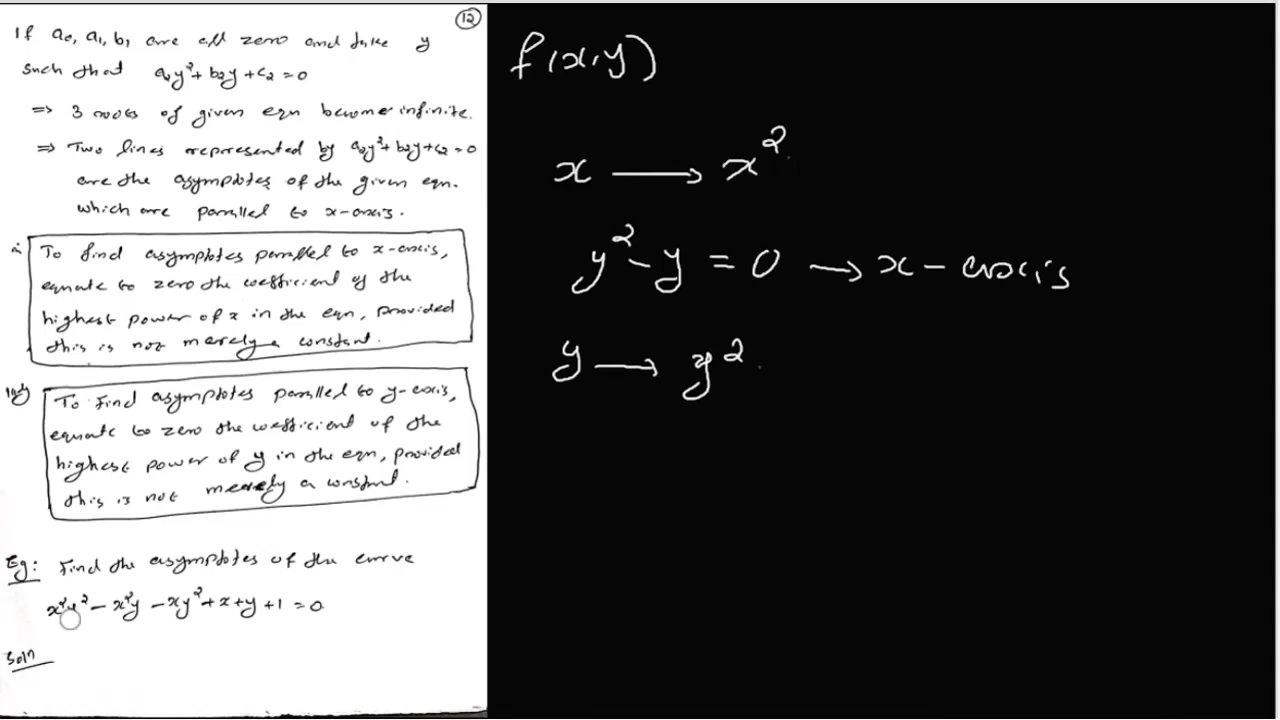 12
If a₀, a₁, b₁ are all zero and take y
such that a₂y²+ b₂y + c₂ = 0
⇒ 3 roots of given eqn become infinite.
⇒ Two lines represented by a₂y²+ b₂y + c₂ = 0
are the asymptotes of the given eqn.
which are parallel to x-axis.
To find asymptotes parallel to x-axis,
equate to zero the coefficient of the
highest power of x in the eqn, provided
this is not merely a constant.
To find asymptotes parallel to y-axis,
equate to zero the coefficient of the
highest power of y in the eqn, provided
this is not merely a constant.
Eg: Find the asymptotes of the curve
x²y² - x²y - xy² + x + y + 1 = 0
Soln
f(x,y)
x → x²
y² - y = 0 → x - axis
y → y²